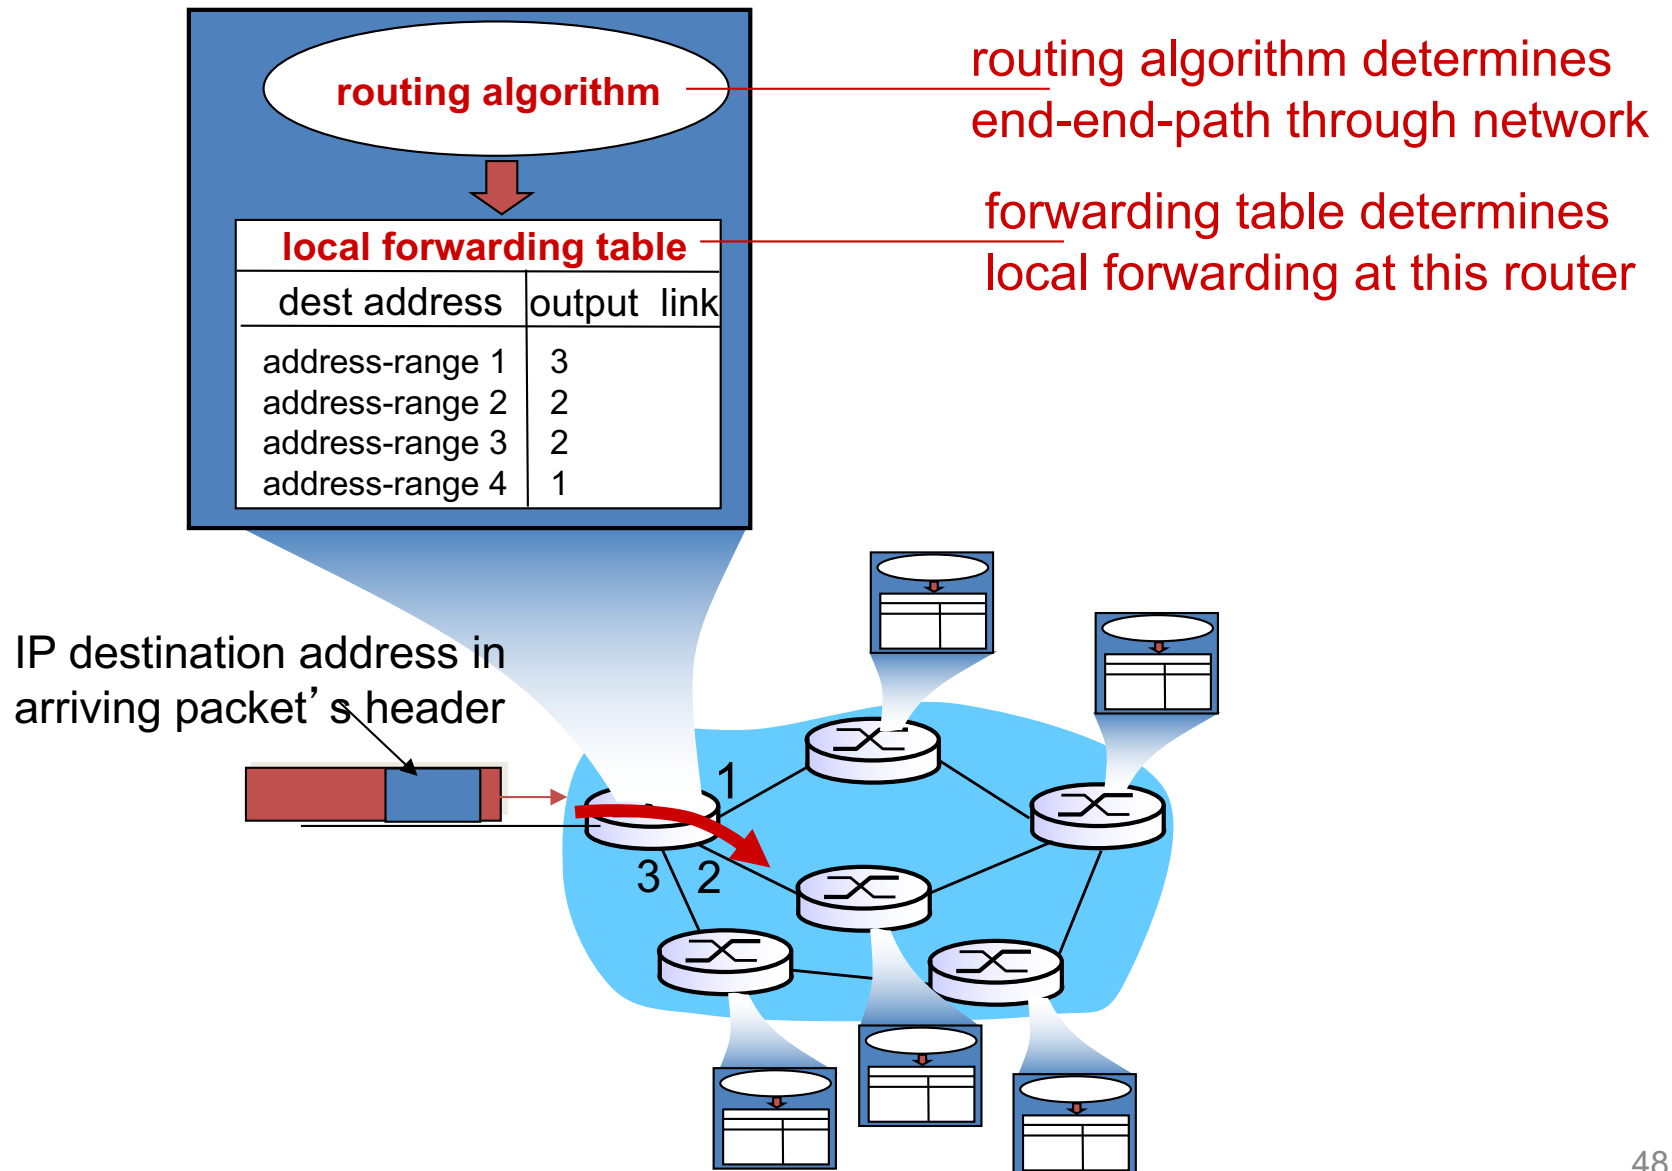 routing algorithm
routing algorithm determines
end-end-path through network
local forwarding table
forwarding table determines
local forwarding at this router
dest address output link
address-range 1 3
address-range 2 2
address-range 3 2
address-range 4 1
IP destination address in
arriving packet’s header
1
3 2
48